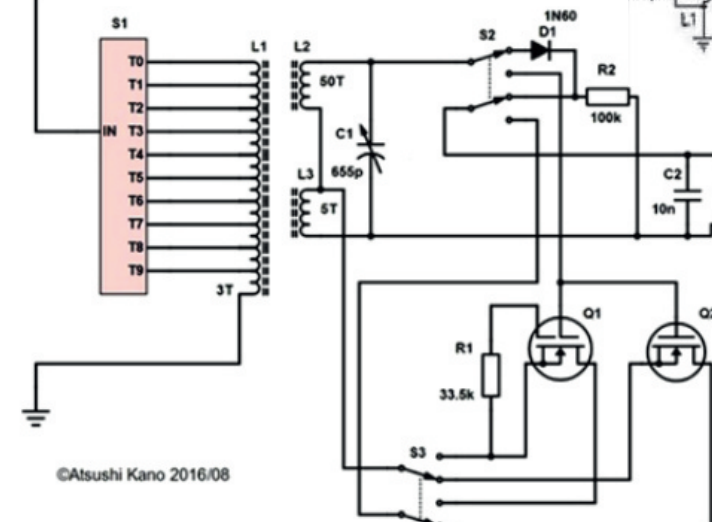 S1
T0
T1
T2
IN T3
T4
T5
T6
T7
T8
T9
L1
3T
L2
50T
L3
5T
C1
655p
S2
1N60
D1
R2
100k
L1
C2
10n
R1
33.5k
Q1
S3
©Atsushi Kano 2016/08